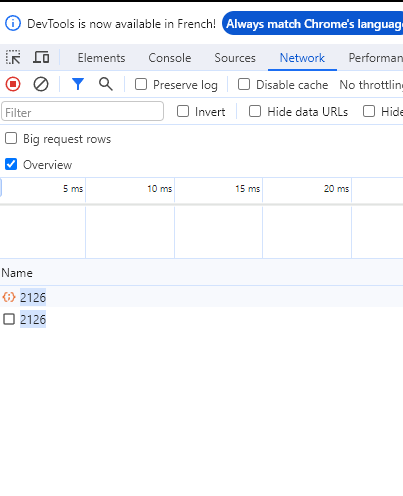 DevTools is now available in French! Always match Chrome's language
Elements Console Sources Network Performan
Preserve log Disable cache No throttling
Filter Invert Hide data URLs Hide
Big request rows
Overview
5 ms 10 ms 15 ms 20 ms
Name
2126
2126